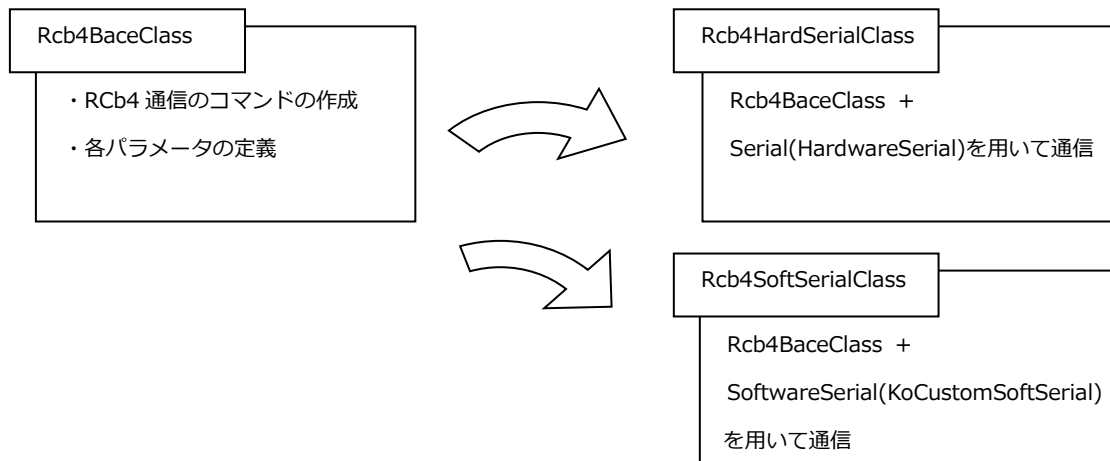 Rcb4BaceClass
・RCb4 通信のコマンドの作成
・各パラメータの定義
Rcb4HardSerialClass
Rcb4BaceClass +
Serial(HardwareSerial)を用いて通信
Rcb4SoftSerialClass
Rcb4BaceClass +
SoftwareSerial(KoCustomSoftSerial)
を用いて通信